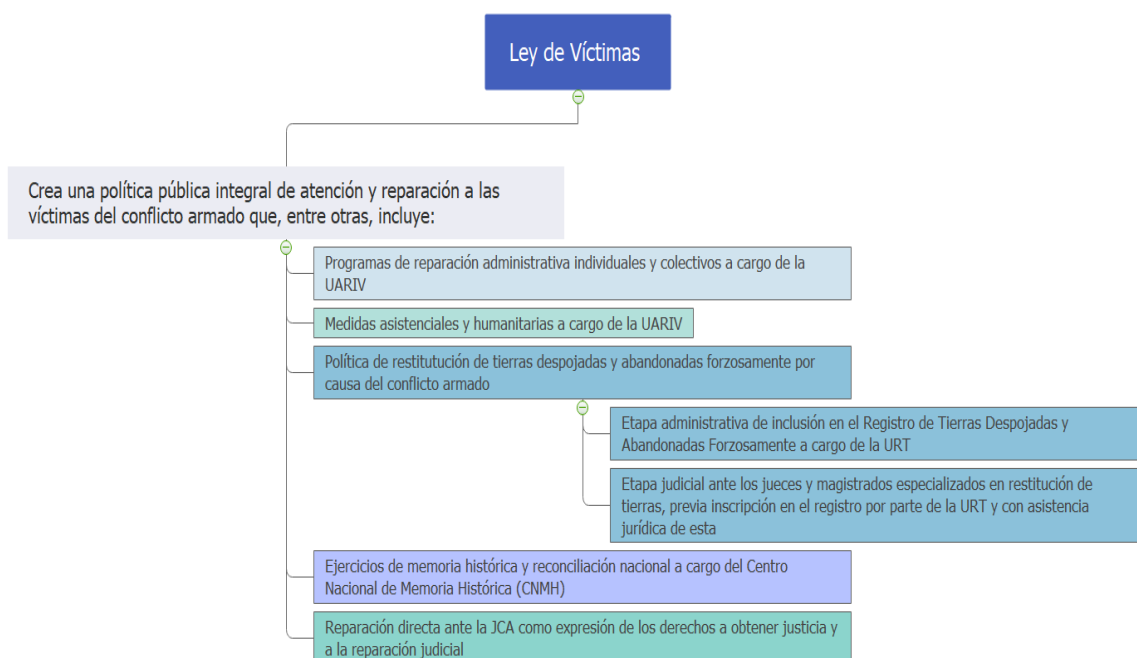 Ley de Víctimas
Crea una política pública integral de atención y reparación a las
víctimas del conflicto armado que, entre otras, incluye:
Programas de reparación administrativa individuales y colectivos a cargo de la
UARIV
Medidas asistenciales y humanitarias a cargo de la UARIV
Política de restitutución de tierras despojadas y abandonadas forzosamente por
causa del conflicto armado
Etapa administrativa de inclusión en el Registro de Tierras Despojadas y
Abandonadas Forzosamente a cargo de la URT
Etapa judicial ante los jueces y magistrados especializados en restitución de
tierras, previa inscripción en el registro por parte de la URT y con asistencia
jurídica de esta
Ejercicios de memoria histórica y reconciliación nacional a cargo del Centro
Nacional de Memoria Histórica (CNMH)
Reparación directa ante la JCA como expresión de los derechos a obtener justicia y
a la reparación judicial